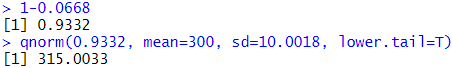 > 1-0.0668
[1] 0.9332
> qnorm(0.9332, mean=300, sd=10.0018, lower.tail=T)
[1] 315.0033